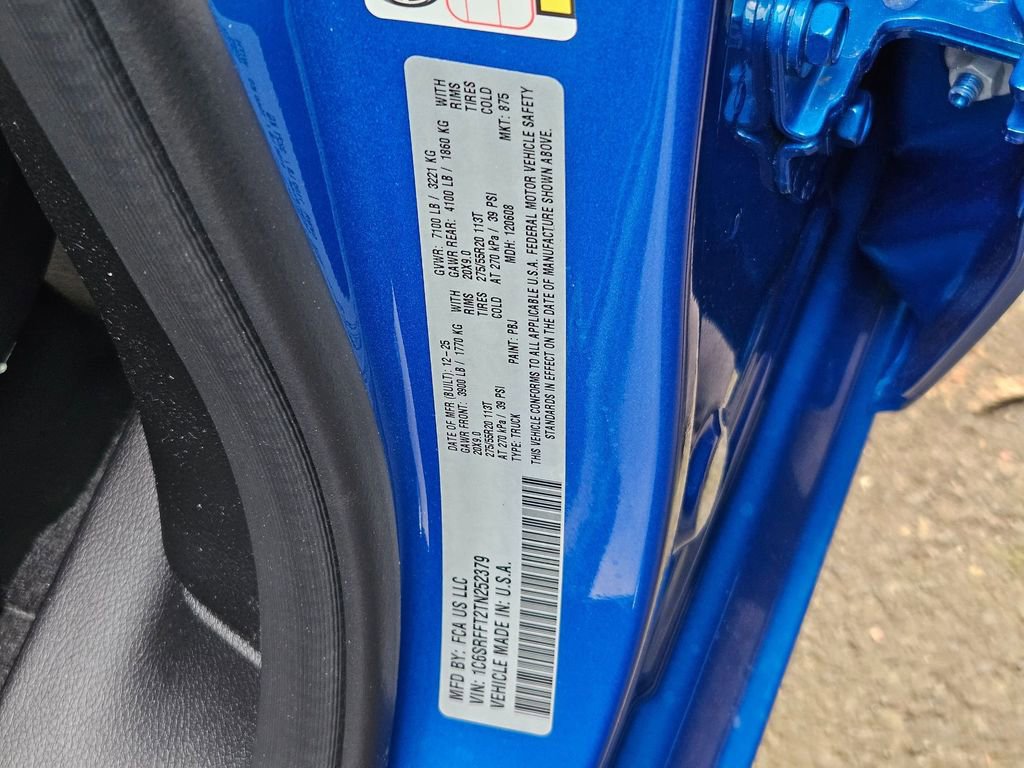 MFD BY: FCA US LLC
VIN: 1C6SRFFT2TN252379
VEHICLE MADE IN: U.S.A.
DATE OF MFR (BUILT): 12-25 GVWR: 7100 LB / 3221 KG
GAWR FRONT: 3900 LB / 1770 KG WITH GAWR REAR: 4100 LB / 1860 KG WITH
20X9.0 RIMS 20X9.0 RIMS
275/55R20 113T TIRES 275/55R20 113T TIRES
AT 270 kPa / 39 PSI COLD AT 270 kPa / 39 PSI COLD
TYPE: TRUCK PAINT: PBJ MDH: 120608 MKT: 875
THIS VEHICLE CONFORMS TO ALL APPLICABLE U.S.A. FEDERAL MOTOR VEHICLE SAFETY
STANDARDS IN EFFECT ON THE DATE OF MANUFACTURE SHOWN ABOVE.